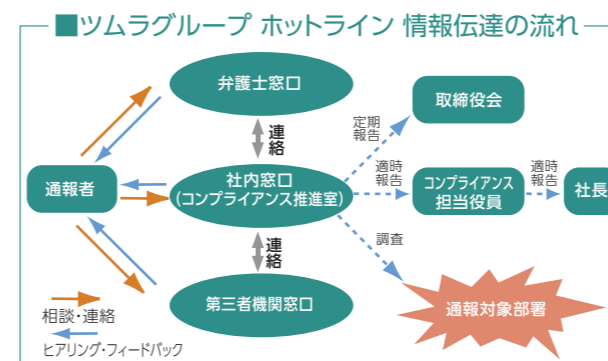 ■ツムラグループ ホットライン 情報伝達の流れ
弁護士窓口
取締役会
定期
報告
連絡
通報者
社内窓口
(コンプライアンス推進室)
適時
報告
コンプライアンス
担当役員
適時
報告
社長
連絡
調査
第三者機関窓口
通報対象部署
相談・連絡
ヒアリング・フィードバック